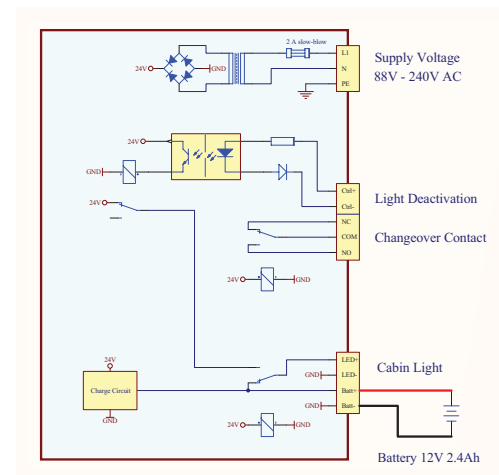 2 A slow-blow
L1
24V
GND
N
PE
Supply Voltage
88V - 240V AC
24V
GND
Ctrl+
Ctrl-
Light Deactivation
24V
NC
COM
NO
Changeover Contact
24V
GND
24V
Charge Circuit
GND
LED+
LED-
GND
Batt+
Batt-
GND
Cabin Light
24V
GND
Battery 12V 2.4Ah